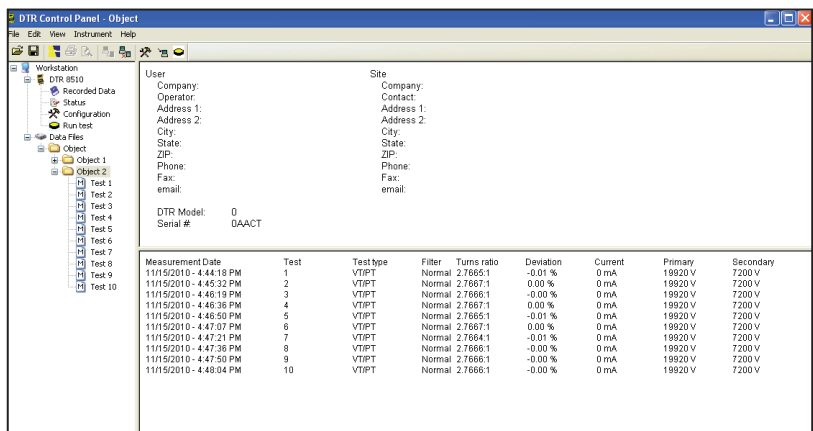 DTR Control Panel - Object
File Edit View Instrument Help
Workstation
DTR 8510
Recorded Data
Status
Configuration
Run test
Data Files
Object
Object 1
Object 2
Test 1
Test 2
Test 3
Test 4
Test 5
Test 6
Test 7
Test 8
Test 9
Test 10
User Site
Company: Company:
Operator: Contact:
Address 1: Address 1:
Address 2: Address 2:
City: City:
State: State:
ZIP: ZIP:
Phone: Phone:
Fax: Fax:
email: email:
DTR Model: 0
Serial #: 0AACT
Measurement Date Test Test type Filter Turns ratio Deviation Current Primary Secondary
11/15/2010 - 4:44:18 PM 1 VT/PT Normal 2.7665:1 -0.01 % 0 mA 19920 V 7200 V
11/15/2010 - 4:45:32 PM 2 VT/PT Normal 2.7667:1 0.00 % 0 mA 19920 V 7200 V
11/15/2010 - 4:46:19 PM 3 VT/PT Normal 2.7666:1 -0.00 % 0 mA 19920 V 7200 V
11/15/2010 - 4:46:36 PM 4 VT/PT Normal 2.7667:1 0.00 % 0 mA 19920 V 7200 V
11/15/2010 - 4:46:50 PM 5 VT/PT Normal 2.7665:1 -0.01 % 0 mA 19920 V 7200 V
11/15/2010 - 4:47:07 PM 6 VT/PT Normal 2.7667:1 0.00 % 0 mA 19920 V 7200 V
11/15/2010 - 4:47:21 PM 7 VT/PT Normal 2.7664:1 -0.01 % 0 mA 19920 V 7200 V
11/15/2010 - 4:47:36 PM 8 VT/PT Normal 2.7666:1 -0.00 % 0 mA 19920 V 7200 V
11/15/2010 - 4:47:50 PM 9 VT/PT Normal 2.7666:1 -0.00 % 0 mA 19920 V 7200 V
11/15/2010 - 4:48:04 PM 10 VT/PT Normal 2.7666:1 -0.00 % 0 mA 19920 V 7200 V